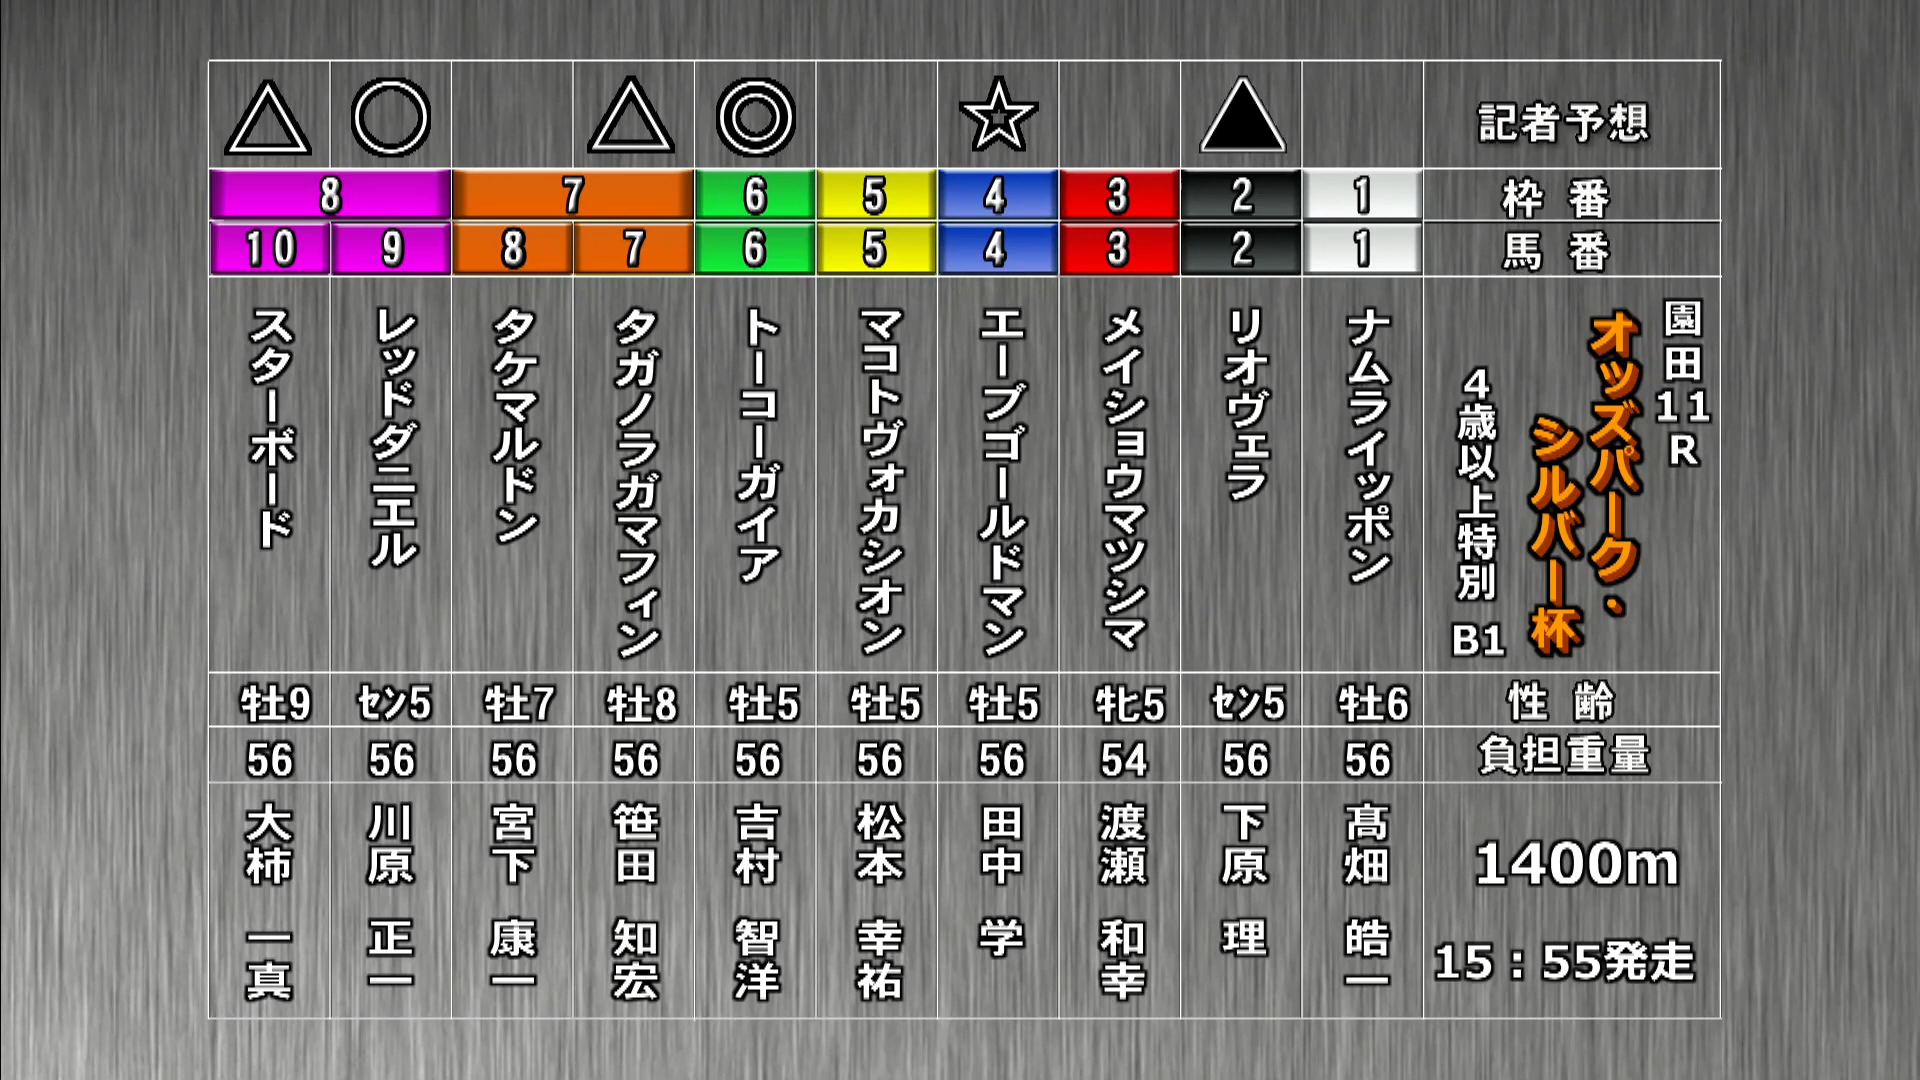 園田11R
オッズパーク・
シルバー杯
4歳以上特別 B1
記者予想
△ ○ △ ◎ ☆ ▲
枠番
8 7 6 5 4 3 2 1
馬番
10 9 8 7 6 5 4 3 2 1
ナムライッポン
リオヴェラ
メイショウマツシマ
エーブゴールドマン
マコトヴォカシオン
トーコーガイア
タガノラガマフィン
タケマルドン
レッドダニエル
スターボード
性齢
牡9 セン5 牡7 牡8 牡5 牡5 牡5 牝5 セン5 牡6
負担重量
56 56 56 56 56 56 56 54 56 56
髙畑 皓一
下原 理
渡瀬 和幸
田中 学
松本 幸祐
吉村 智洋
笹田 知宏
宮下 康一
川原 正一
大柿 一真
1400m
15：55発走